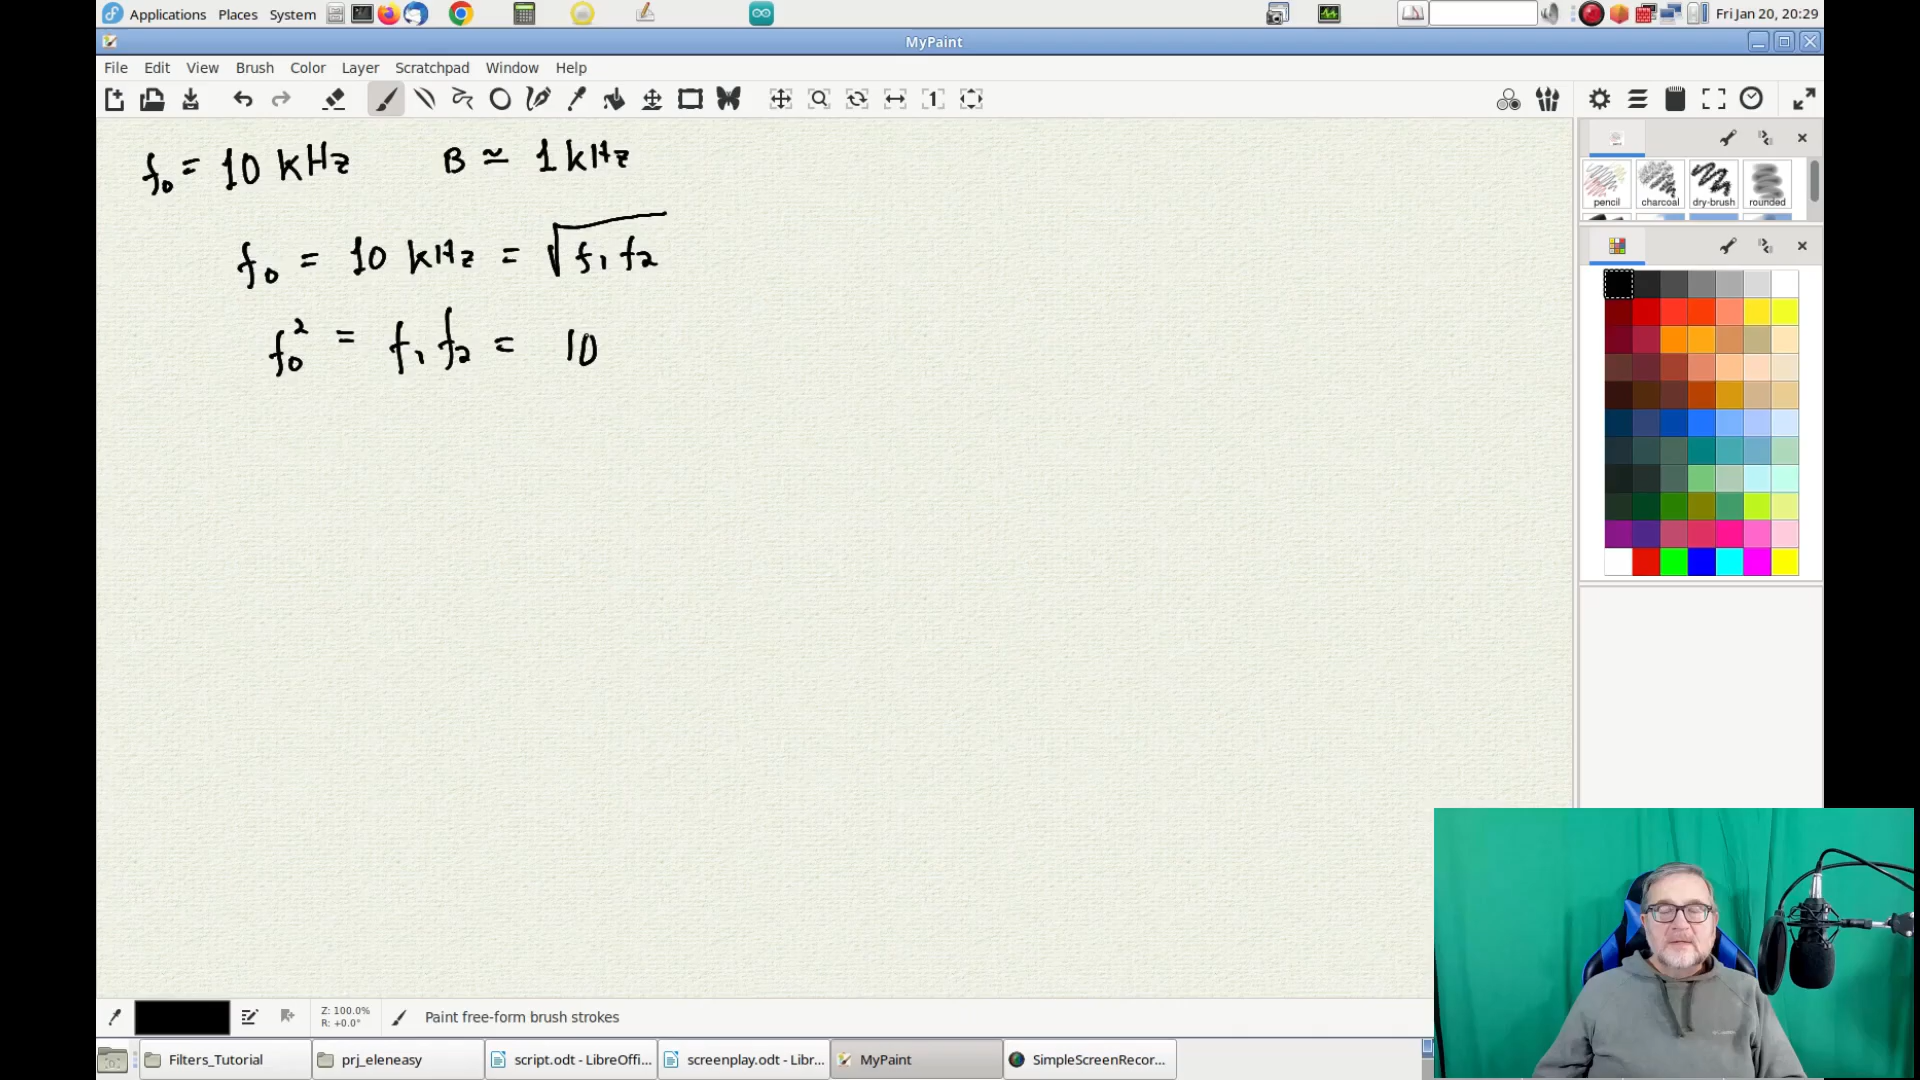 Applications Places System Fri Jan 20, 20:29
MyPaint
File Edit View Brush Color Layer Scratchpad Window Help
1
f₀ = 10 kHz B ≃ 1 kHz
f₀ = 10 kHz = √f₁ f₂
f₀² = f₁ f₂ = 10
pencil charcoal dry-brush rounded
Z: 100.0%
R: +0.0°
Paint free-form brush strokes
Filters_Tutorial prj_eleneasy script.odt - LibreOffi... screenplay.odt - Libr... MyPaint SimpleScreenRecor...